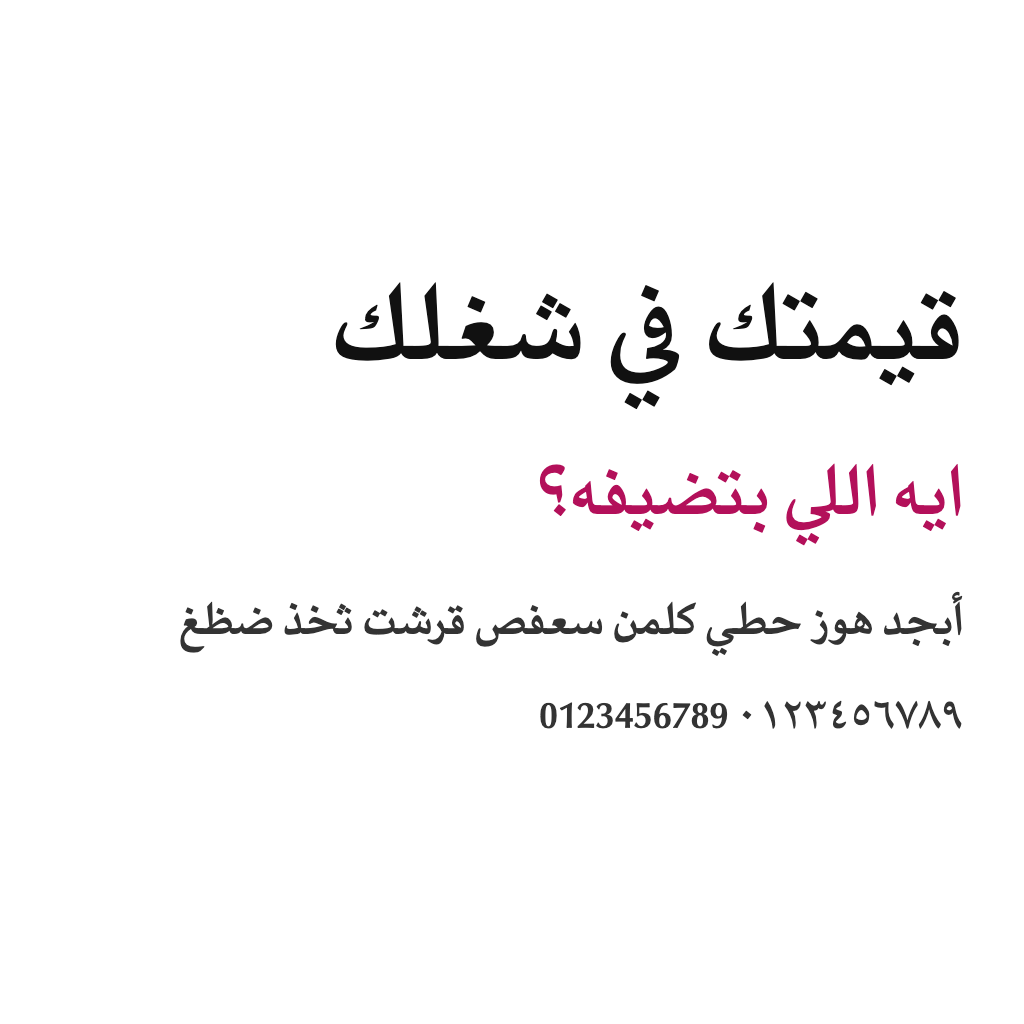 قيمتك في شغلك
ايه اللي بتضيفه؟
أبجد هوز حطي كلمن سعفص قرشت ثخذ ضظغ
٠١٢٣٤٥٦٧٨٩ 0123456789